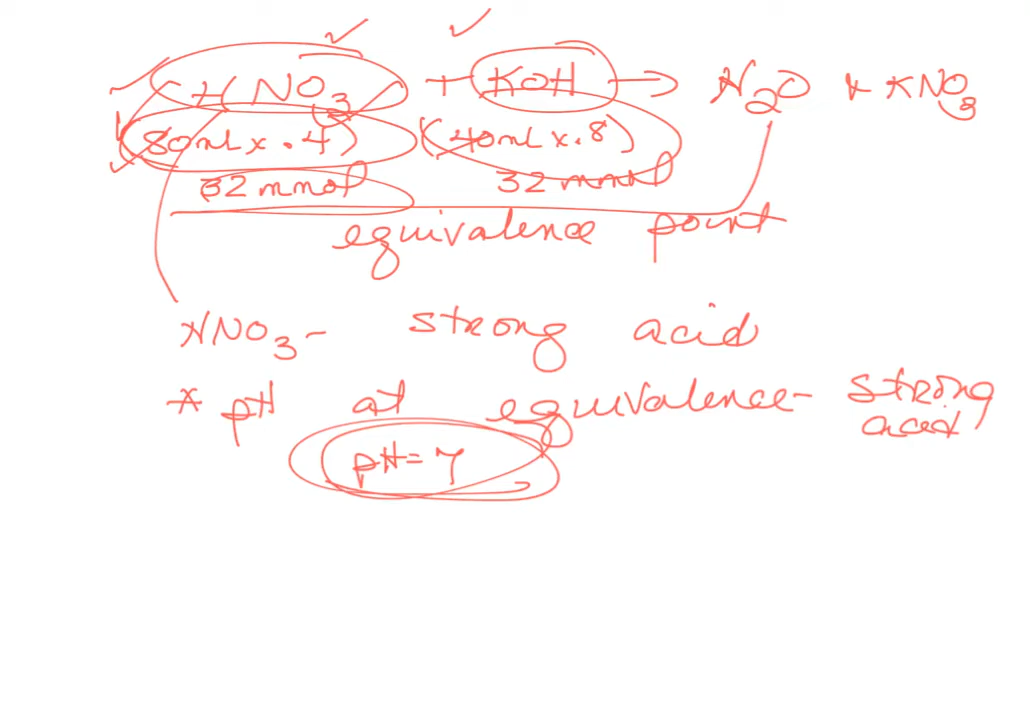 HNO3 + KOH → H2O + KNO3
(80mL x .4) (40mL x .8)
32 mmol 32 mmol
equivalence point
HNO3- strong acid
* pH at equivalence- strong acid
pH = 7